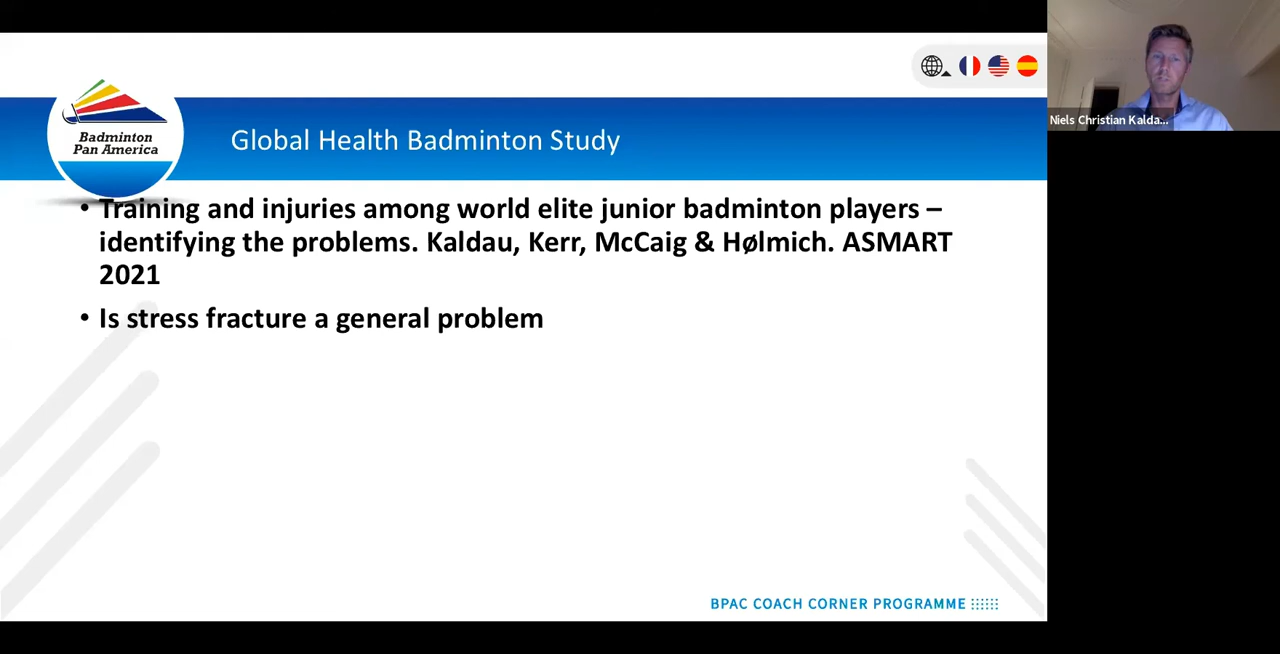 Badminton
Pan America
Global Health Badminton Study
• Training and injuries among world elite junior badminton players –
identifying the problems. Kaldau, Kerr, McCaig & Hølmich. ASMART
2021
• Is stress fracture a general problem
BPAC COACH CORNER PROGRAMME
Niels Christian Kalda...